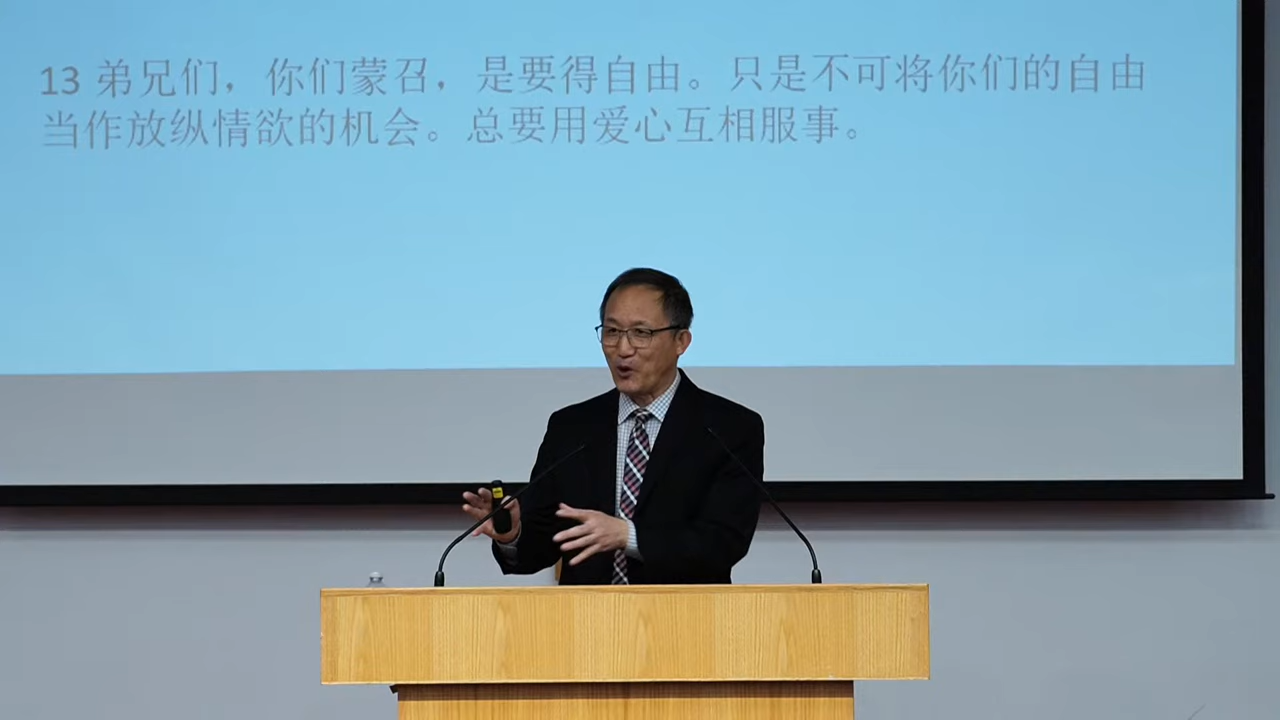 13 弟兄们，你们蒙召，是要得自由。只是不可将你们的自由
当作放纵情欲的机会。总要用爱心互相服事。